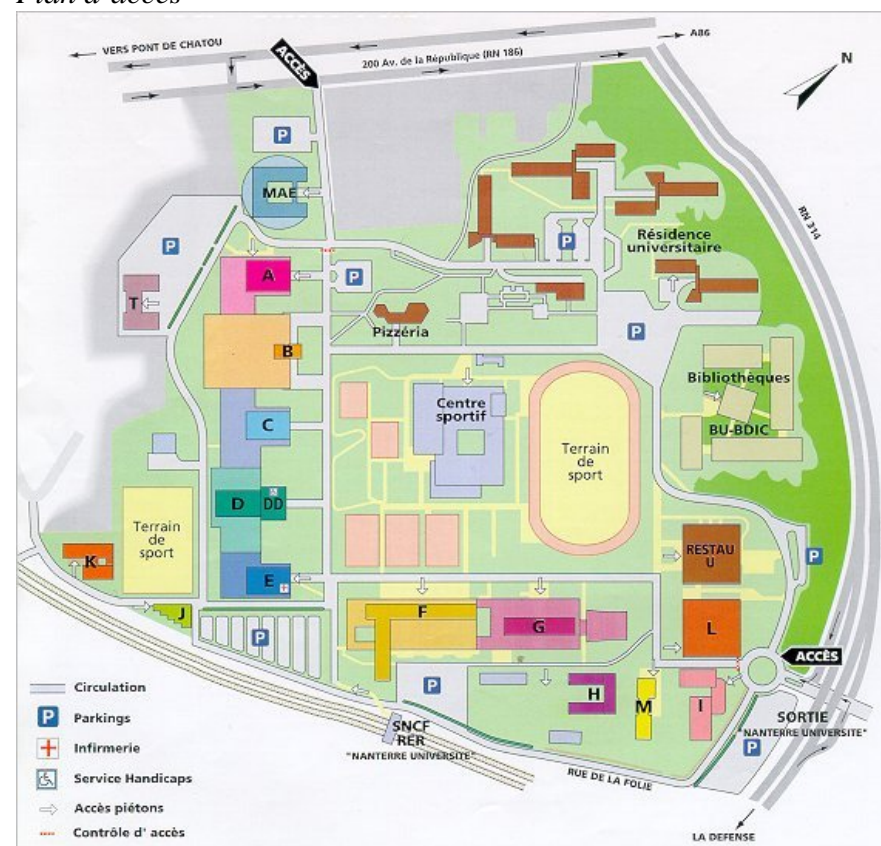 Plan d'accès
VERS PONT DE CHATOU
ACCÈS
200 Av. de la République (RN 186)
A86
N
P
MAE
RN 314
P
Résidence
universitaire
P
A
P
T
Pizzéria
P
B
Bibliothèques
Centre
sportif
C
BU-BDIC
Terrain
de
sport
D
DD
Terrain
de
sport
RESTAU
U
P
K
E
J
F
G
L
P
ACCÈS
P
H
M
I
SORTIE
"NANTERRE UNIVERSITE"
P
SNCF
RER
"NANTERRE UNIVERSITE"
RUE DE LA FOLIE
LA DEFENSE
Circulation
P Parkings
Infirmerie
Service Handicaps
Accès piétons
Contrôle d' accès